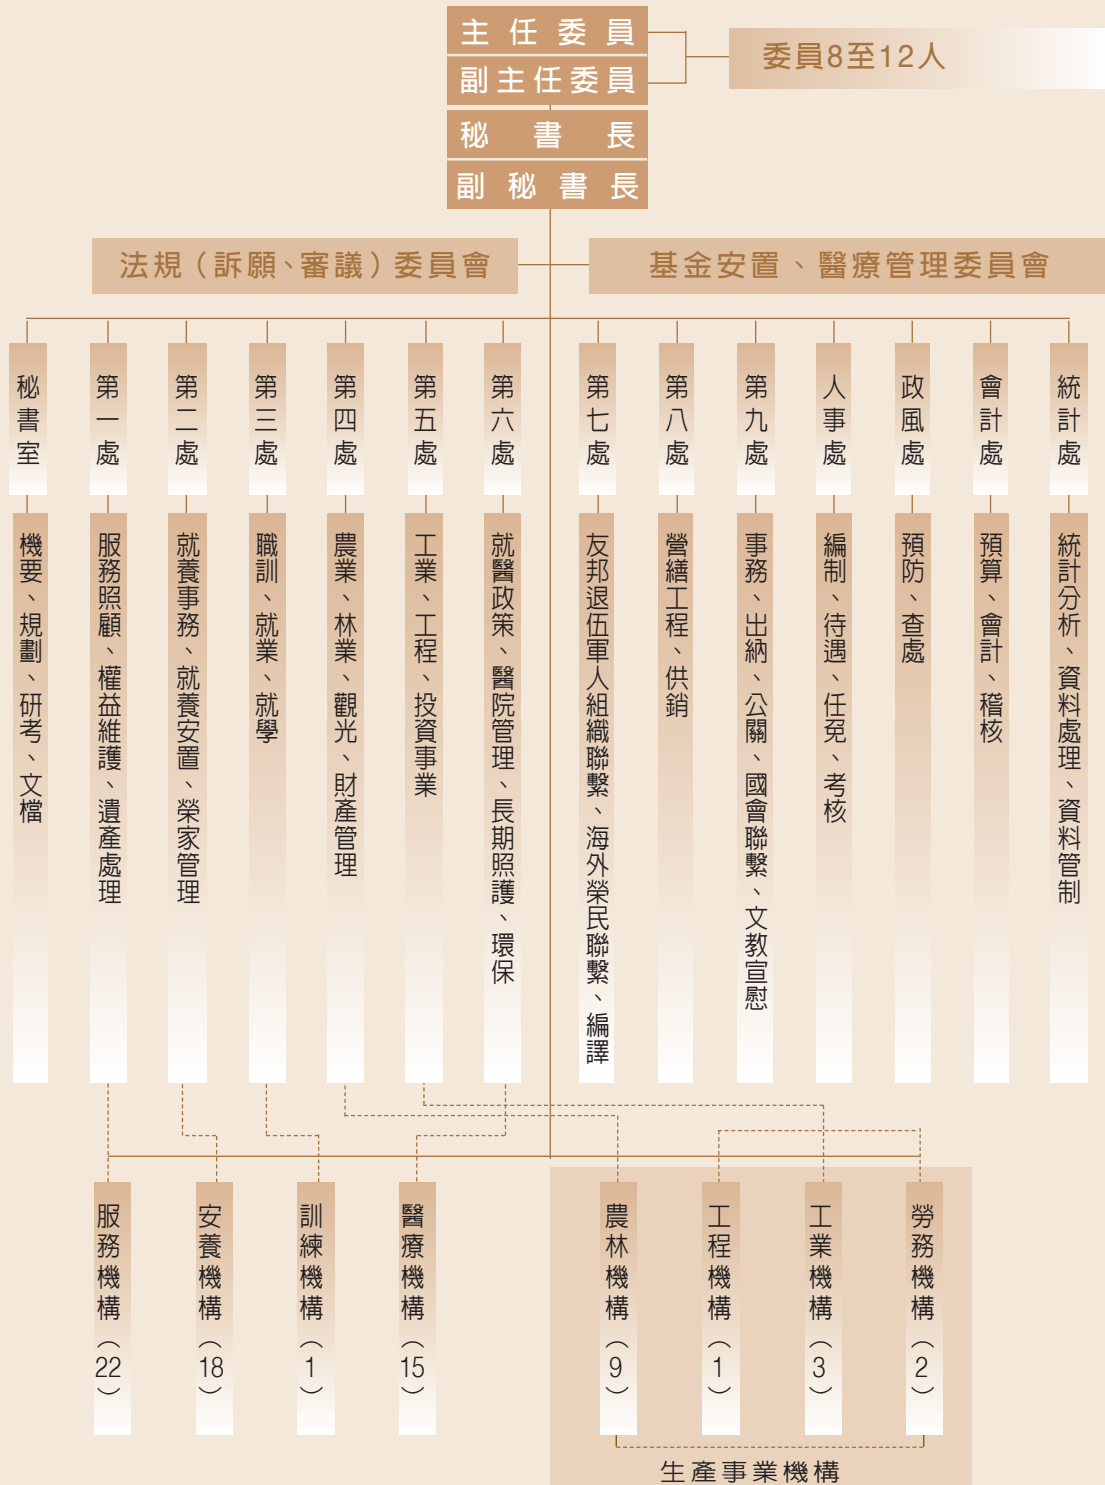 主任委員
副主任委員
委員8至12人
秘書長
副秘書長
法規（訴願、審議）委員會
基金安置、醫療管理委員會
秘書室
第一處
第二處
第三處
第四處
第五處
第六處
第七處
第八處
第九處
人事處
政風處
會計處
統計處
機要、規劃、研考、文檔
服務照顧、權益維護、遺產處理
就養事務、就養安置、榮家管理
職訓、就業、就學
農業、林業、觀光、財產管理
工業、工程、投資事業
就醫政策、醫院管理、長期照護、環保
友邦退伍軍人組織聯繫、海外榮民聯繫、編譯
營繕工程、供銷
事務、出納、公關、國會聯繫、文教宣慰
編制、待遇、任免、考核
預防、查處
預算、會計、稽核
統計分析、資料處理、資料管制
服務機構（22）
安養機構（18）
訓練機構（1）
醫療機構（15）
農林機構（9）
工程機構（1）
工業機構（3）
勞務機構（2）
生產事業機構